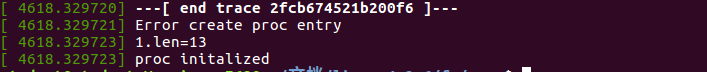 [ 4618.329720] ---[ end trace 2fcb674521b200f6 ]---
[ 4618.329721] Error create proc entry
[ 4618.329723] 1.len=13
[ 4618.329723] proc initalized